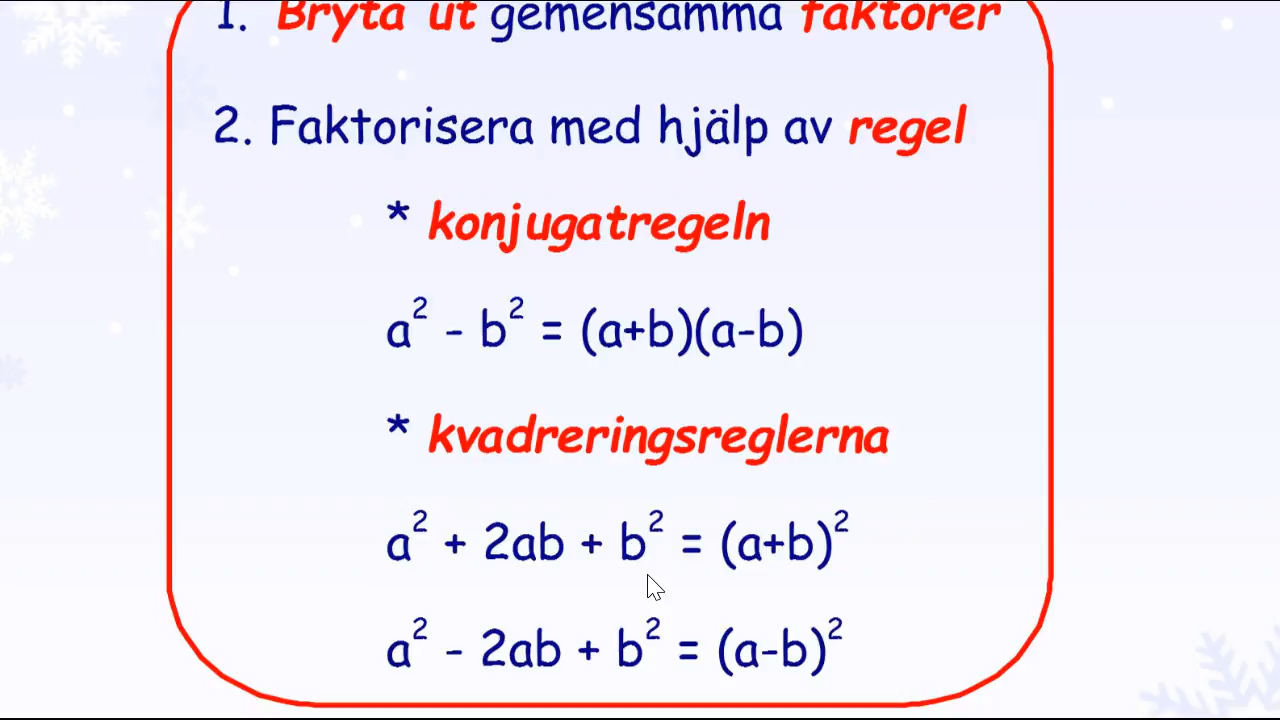 1. Bryta ut gemensamma faktorer
2. Faktorisera med hjälp av regel
* konjugatregeln
a² - b² = (a+b)(a-b)
* kvadreringsreglerna
a² + 2ab + b² = (a+b)²
a² - 2ab + b² = (a-b)²